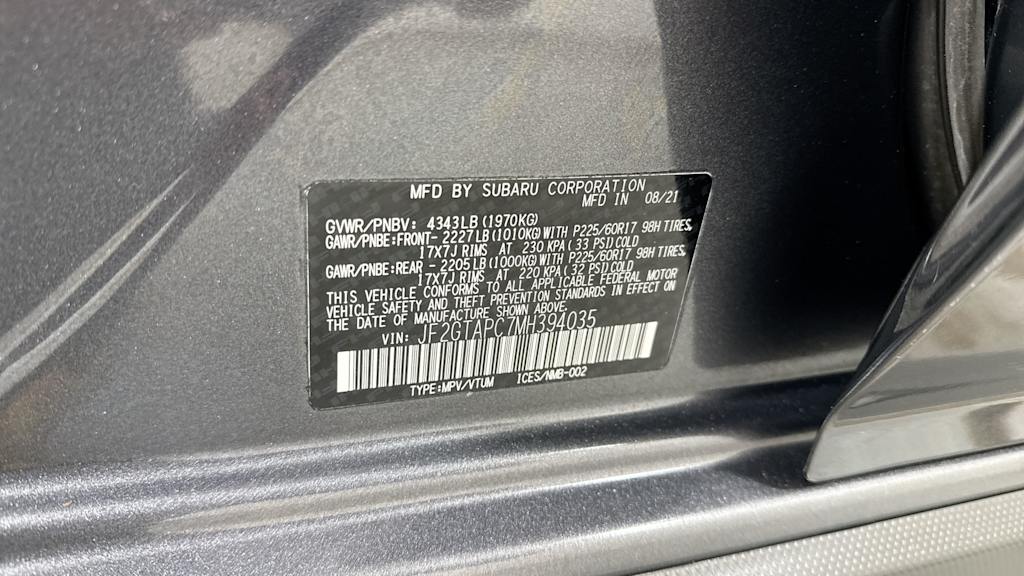 MFD BY SUBARU CORPORATION
MFD IN 08/21
GVWR/PNBV: 4343LB(1970KG)
GAWR/PNBE:FRONT- 2227LB(1010KG)WITH P225/60R17 98H TIRES,
17X7J RIMS AT 230 KPA(33 PSI)COLD
GAWR/PNBE:REAR - 2205LB(1000KG)WITH P225/60R17 98H TIRES,
17X7J RIMS AT 220 KPA(32 PSI)COLD
THIS VEHICLE CONFORMS TO ALL APPLICABLE FEDERAL MOTOR
VEHICLE SAFETY AND THEFT PREVENTION STANDARDS IN EFFECT ON
THE DATE OF MANUFACTURE SHOWN ABOVE.
VIN: JF2GTAPC7MH394035
TYPE:MPV/VTUM ICES/NMB-002